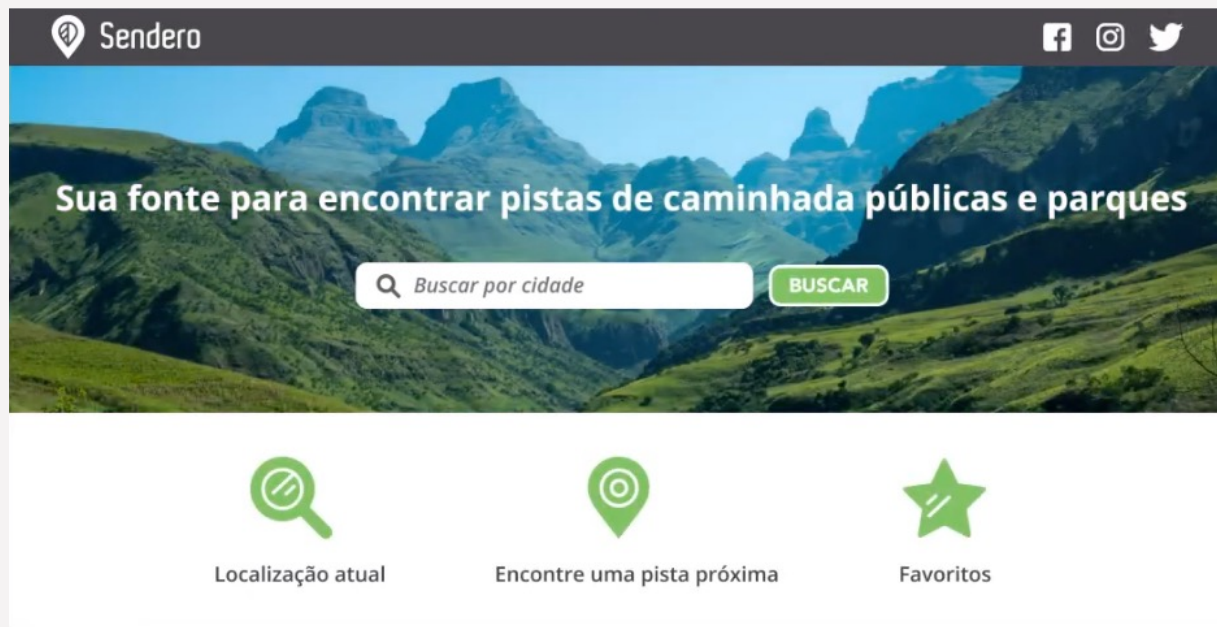 Sendero
Sua fonte para encontrar pistas de caminhada públicas e parques
Buscar por cidade
BUSCAR
Localização atual
Encontre uma pista próxima
Favoritos